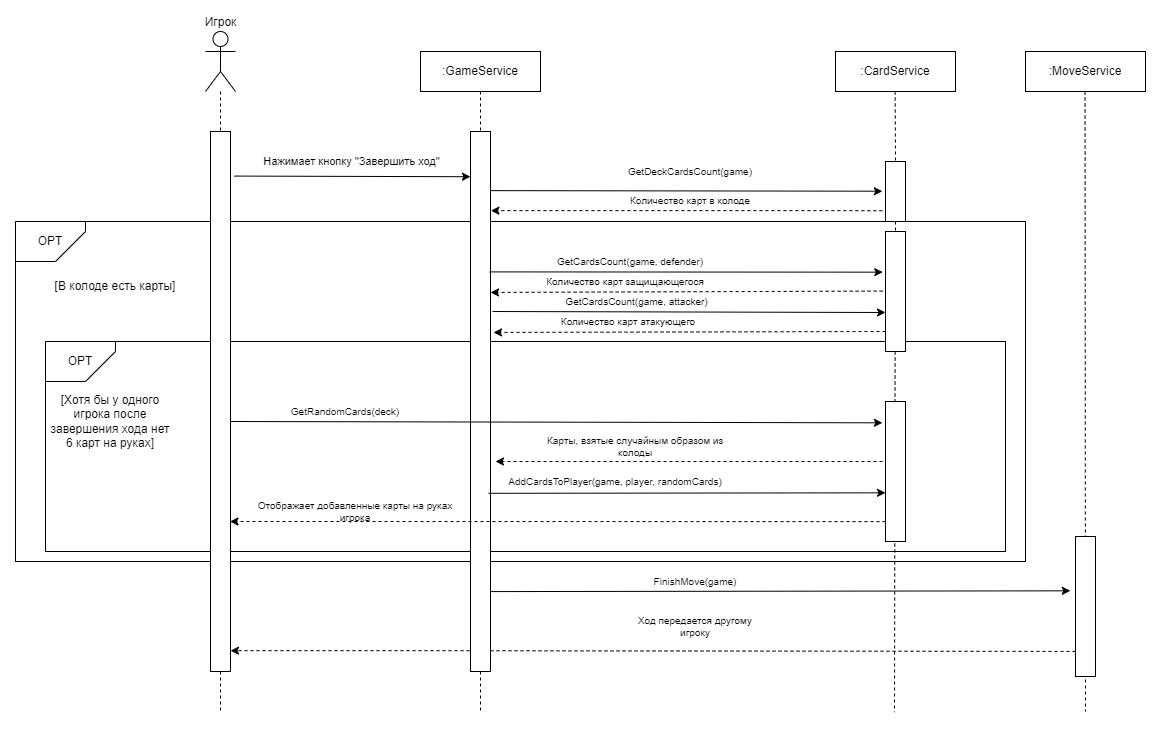 Игрок
:GameService
:CardService
:MoveService
Нажимает кнопку "Завершить ход"
GetDeckCardsCount(game)
Количество карт в колоде
OPT
[В колоде есть карты]
GetCardsCount(game, defender)
Количество карт защищающегося
GetCardsCount(game, attacker)
Количество карт атакующего
OPT
[Хотя бы у одного
игрока после
завершения хода нет
6 карт на руках]
GetRandomCards(deck)
Карты, взятые случайным образом из
колоды
AddCardsToPlayer(game, player, randomCards)
Отображает добавленные карты на руках
игрока
FinishMove(game)
Ход передается другому
игроку